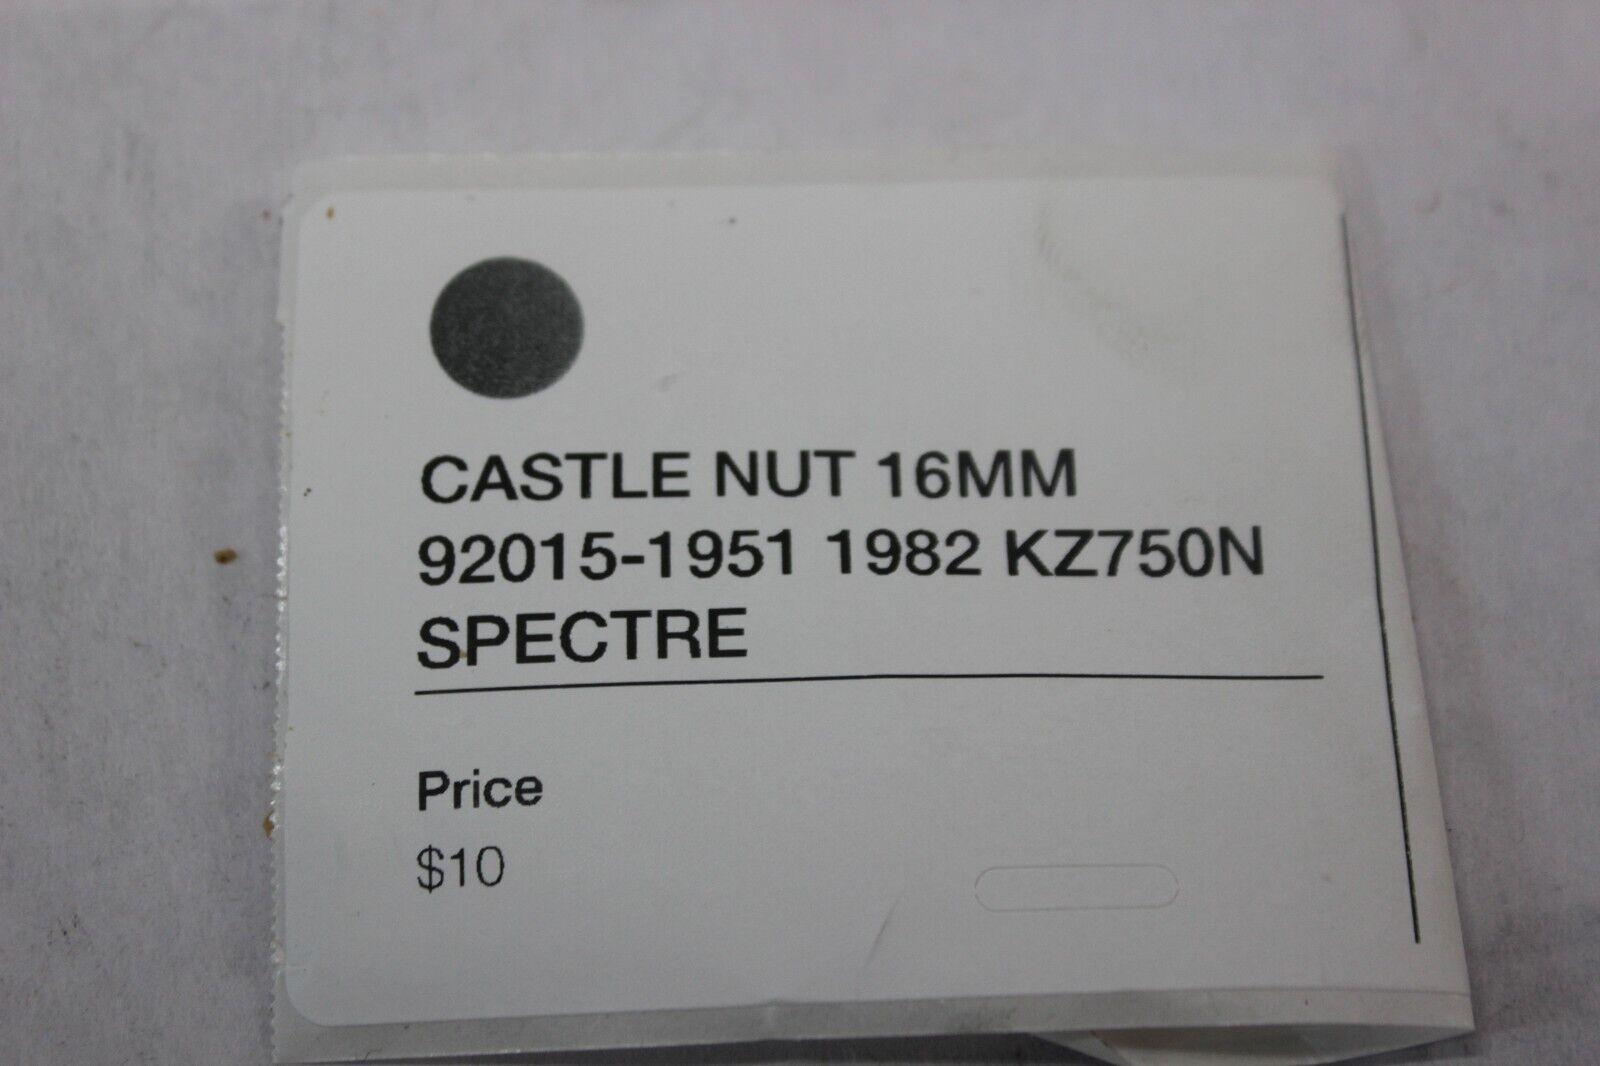 CASTLE NUT 16MM
92015-1951 1982 KZ750N
SPECTRE
Price
$10